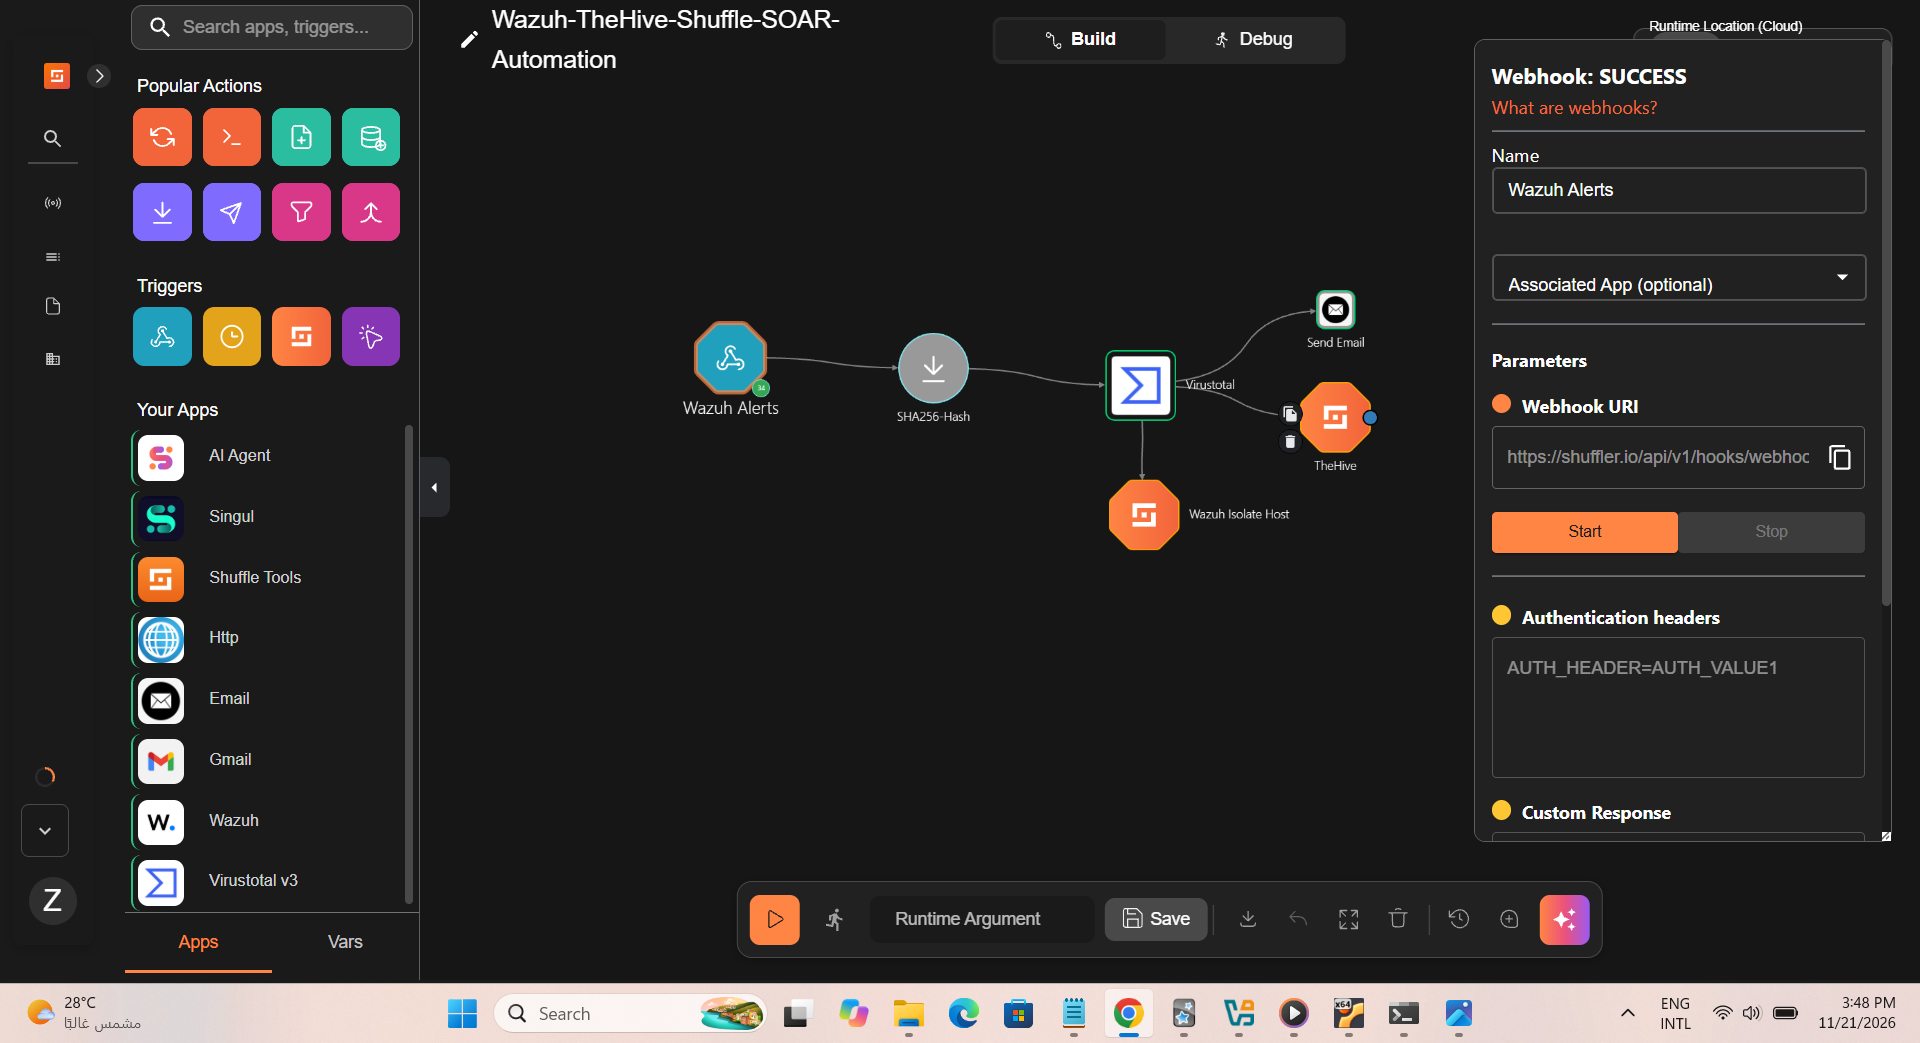 Search apps, triggers...
Popular Actions
Triggers
Your Apps
AI Agent
Singul
Shuffle Tools
Http
Email
Gmail
W.
Wazuh
Virustotal v3
Apps
Vars
Z
Wazuh-TheHive-Shuffle-SOAR-
Automation
Build
Debug
Wazuh Alerts
34
SHA256-Hash
Virustotal
Send Email
TheHive
Wazuh Isolate Host
Runtime Location (Cloud)
Webhook: SUCCESS
What are webhooks?
Name
Wazuh Alerts
Associated App (optional)
Parameters
Webhook URI
https://shuffler.io/api/v1/hooks/webhoo
Start
Stop
Authentication headers
AUTH_HEADER=AUTH_VALUE1
Custom Response
Runtime Argument
Save
28°C
مشمس غالبًا
Search
x64
ENG
INTL
3:48 PM
11/21/2026